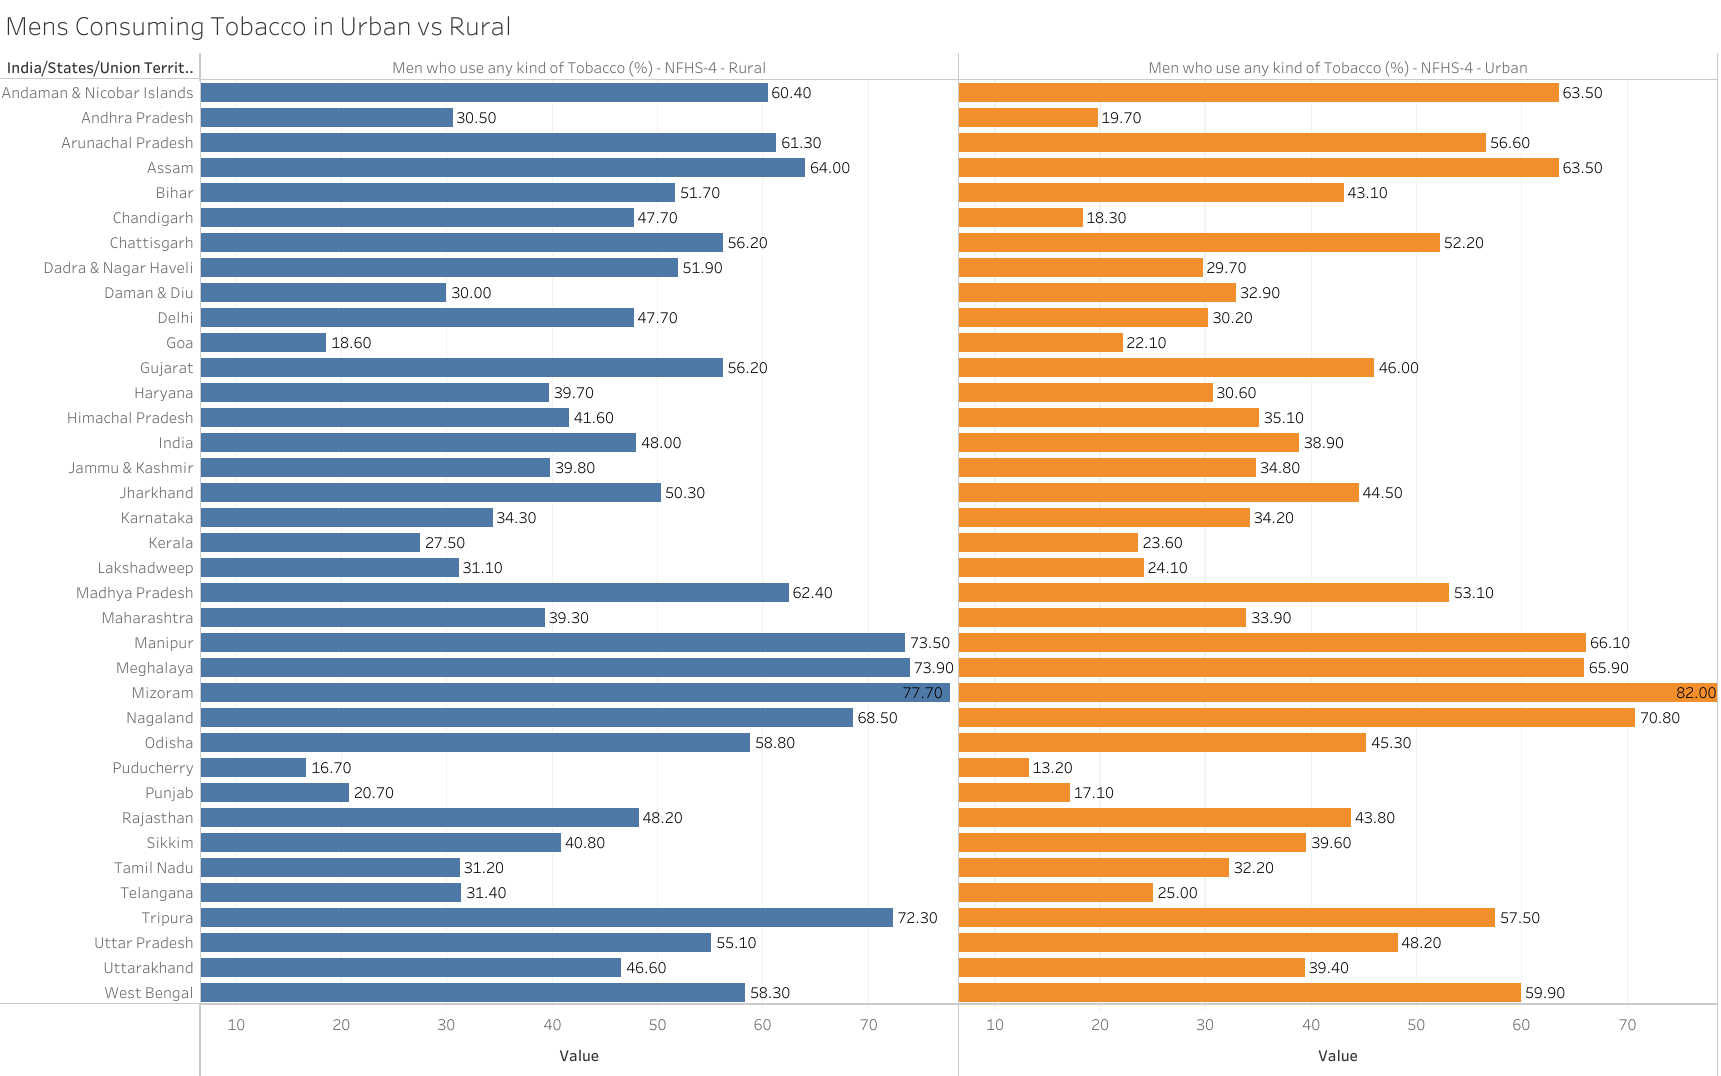 Mens Consuming Tobacco in Urban vs Rural
India/States/Union Territ.. Men who use any kind of Tobacco (%) - NFHS-4 - Rural Men who use any kind of Tobacco (%) - NFHS-4 - Urban
Andaman & Nicobar Islands 60.40 63.50
Andhra Pradesh 30.50 19.70
Arunachal Pradesh 61.30 56.60
Assam 64.00 63.50
Bihar 51.70 43.10
Chandigarh 47.70 18.30
Chattisgarh 56.20 52.20
Dadra & Nagar Haveli 51.90 29.70
Daman & Diu 30.00 32.90
Delhi 47.70 30.20
Goa 18.60 22.10
Gujarat 56.20 46.00
Haryana 39.70 30.60
Himachal Pradesh 41.60 35.10
India 48.00 38.90
Jammu & Kashmir 39.80 34.80
Jharkhand 50.30 44.50
Karnataka 34.30 34.20
Kerala 27.50 23.60
Lakshadweep 31.10 24.10
Madhya Pradesh 62.40 53.10
Maharashtra 39.30 33.90
Manipur 73.50 66.10
Meghalaya 73.90 65.90
Mizoram 77.70 82.00
Nagaland 68.50 70.80
Odisha 58.80 45.30
Puducherry 16.70 13.20
Punjab 20.70 17.10
Rajasthan 48.20 43.80
Sikkim 40.80 39.60
Tamil Nadu 31.20 32.20
Telangana 31.40 25.00
Tripura 72.30 57.50
Uttar Pradesh 55.10 48.20
Uttarakhand 46.60 39.40
West Bengal 58.30 59.90
10 20 30 40 50 60 70 10 20 30 40 50 60 70
Value Value